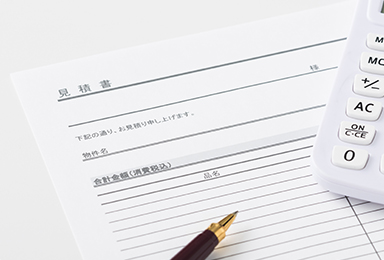 見積書
様
下記の通り、お見積り申し上げます。
物件名
合計金額(消費税込)
品名
M
MC
+/−
AC
ON
C·CE
0